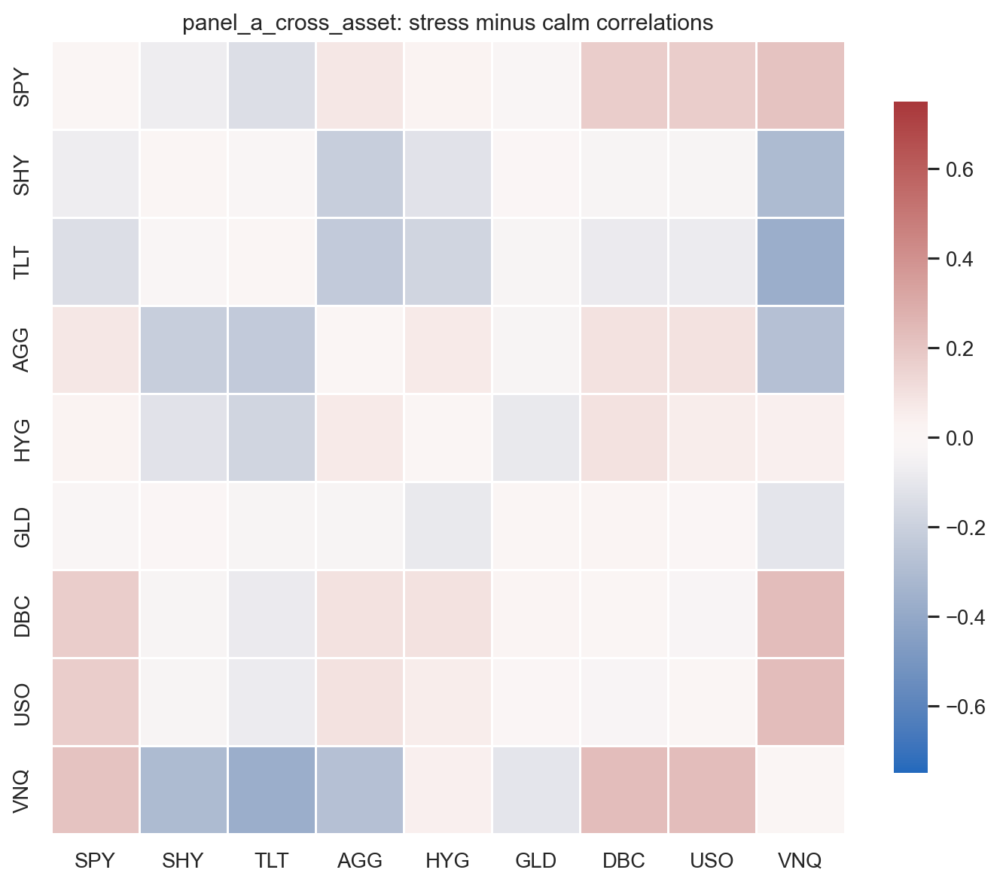 panel_a_cross_asset: stress minus calm correlations
SPY
SHY
TLT
AGG
HYG
GLD
DBC
USO
VNQ
SPY SHY TLT AGG HYG GLD DBC USO VNQ
0.6
0.4
0.2
0.0
−0.2
−0.4
−0.6